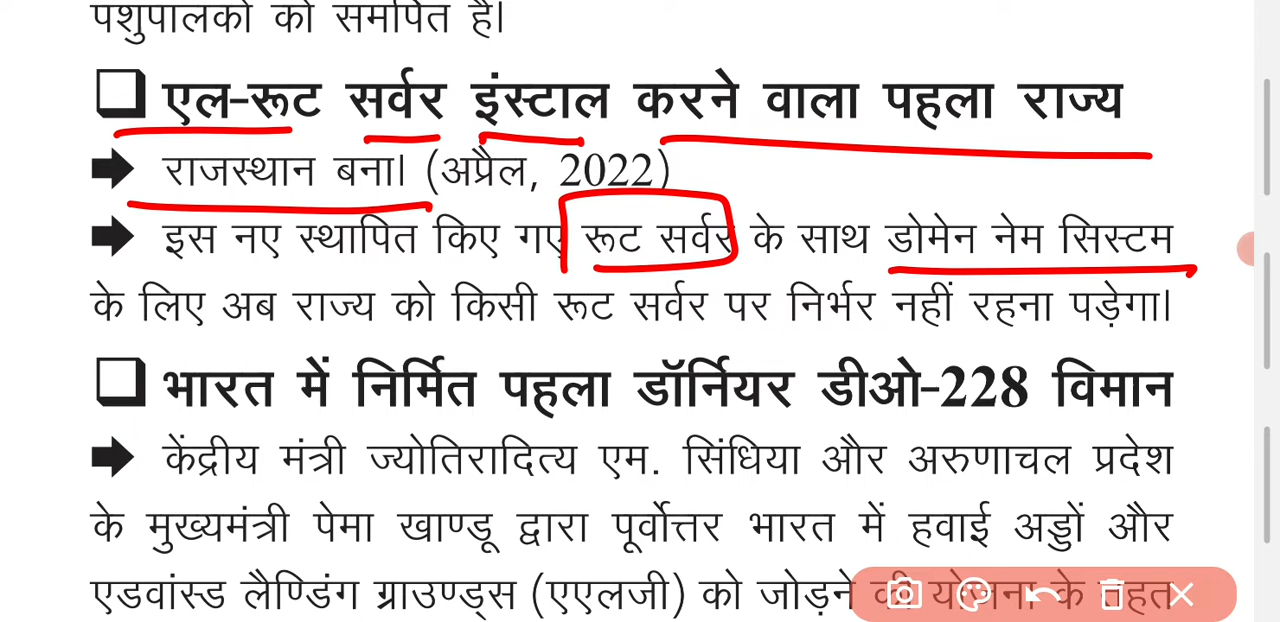 पशुपालकों को समर्पित है।
एल-रूट सर्वर इंस्टाल करने वाला पहला राज्य
राजस्थान बना। (अप्रैल, 2022)
इस नए स्थापित किए गए रूट सर्वर के साथ डोमेन नेम सिस्टम
के लिए अब राज्य को किसी रूट सर्वर पर निर्भर नहीं रहना पड़ेगा।
भारत में निर्मित पहला डॉर्नियर डीओ-228 विमान
केंद्रीय मंत्री ज्योतिरादित्य एम. सिंधिया और अरुणाचल प्रदेश
के मुख्यमंत्री पेमा खाण्डू द्वारा पूर्वोत्तर भारत में हवाई अड्डों और
एडवांस्ड लैण्डिंग ग्राउण्ड्स (एएलजी) को जोड़ने की योजना के तहत